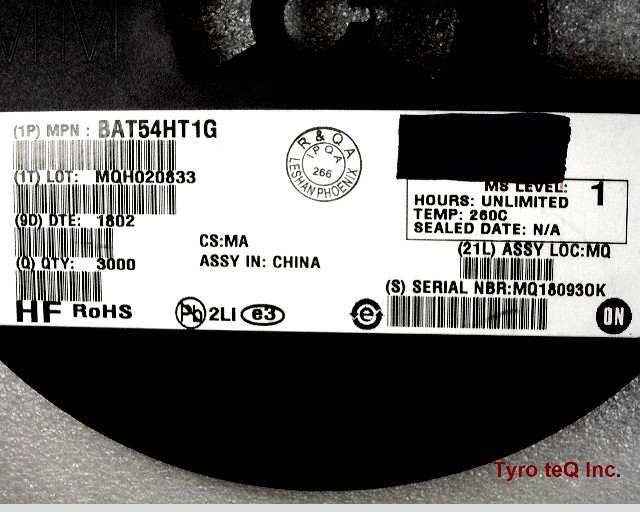 (1P) MPN : BAT54HT1G
(1T) LOT: MQH020833
(9D) DTE: 1802
(Q) QTY: 3000
HF RoHS
CS:MA
ASSY IN: CHINA
Pb 2LI e3
R & Q A
IPQA
266
LESHAN PHOENIX
MS LEVEL: 1
HOURS: UNLIMITED
TEMP: 260C
SEALED DATE: N/A
(21L) ASSY LOC:MQ
(S) SERIAL NBR:MQ18093OK
e
ON
Tyro teQ Inc.